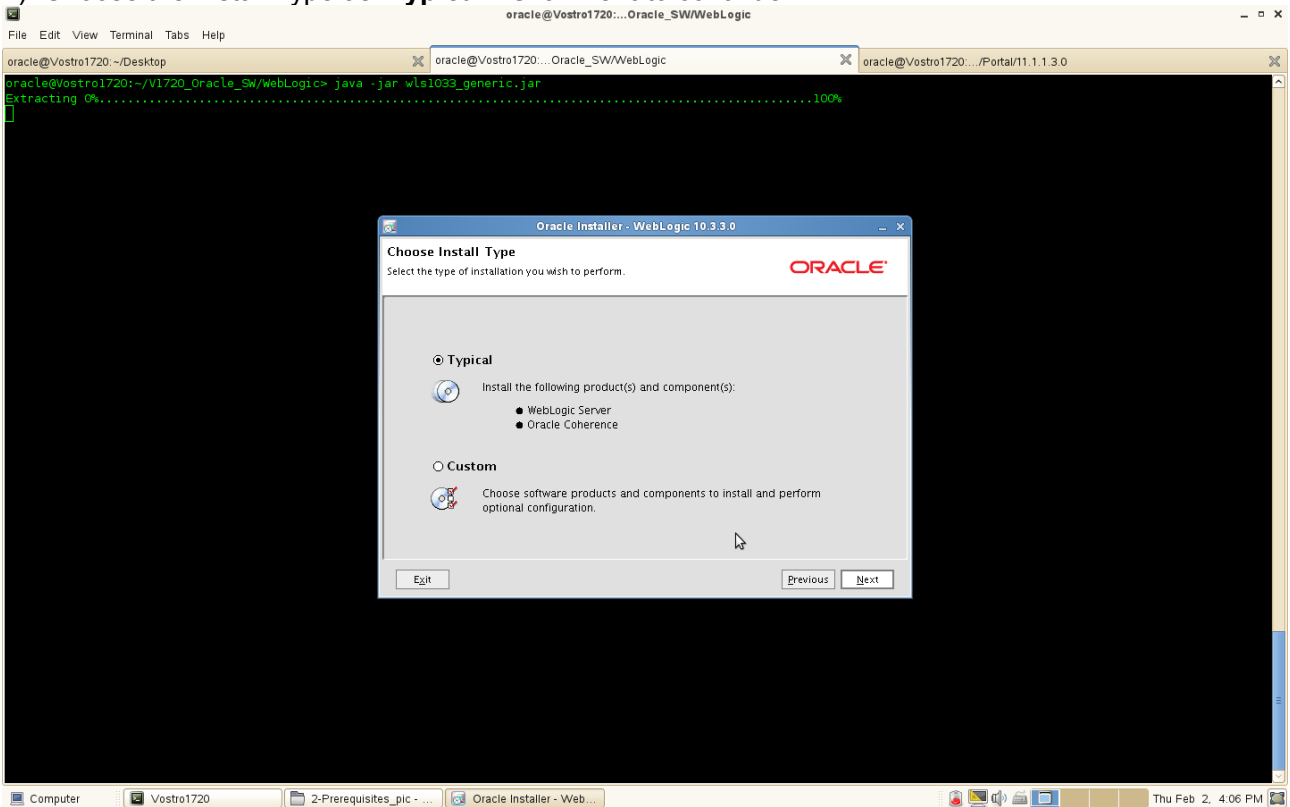 oracle@Vostro1720:...Oracle_SW/WebLogic
File Edit View Terminal Tabs Help
oracle@Vostro1720:~/Desktop
oracle@Vostro1720:...Oracle_SW/WebLogic
oracle@Vostro1720:.../Portal/11.1.1.3.0
oracle@Vostro1720:~/V1720_Oracle_SW/WebLogic> java -jar wls1033_generic.jar
Extracting 0%....................................................................................................100%
Oracle Installer - WebLogic 10.3.3.0
Choose Install Type
Select the type of installation you wish to perform.
ORACLE
Typical
Install the following product(s) and component(s):
● WebLogic Server
● Oracle Coherence
Custom
Choose software products and components to install and perform
optional configuration.
Exit
Previous
Next
Computer
Vostro1720
2-Prerequisites_pic - ...
Oracle Installer - Web...
Thu Feb 2, 4:06 PM